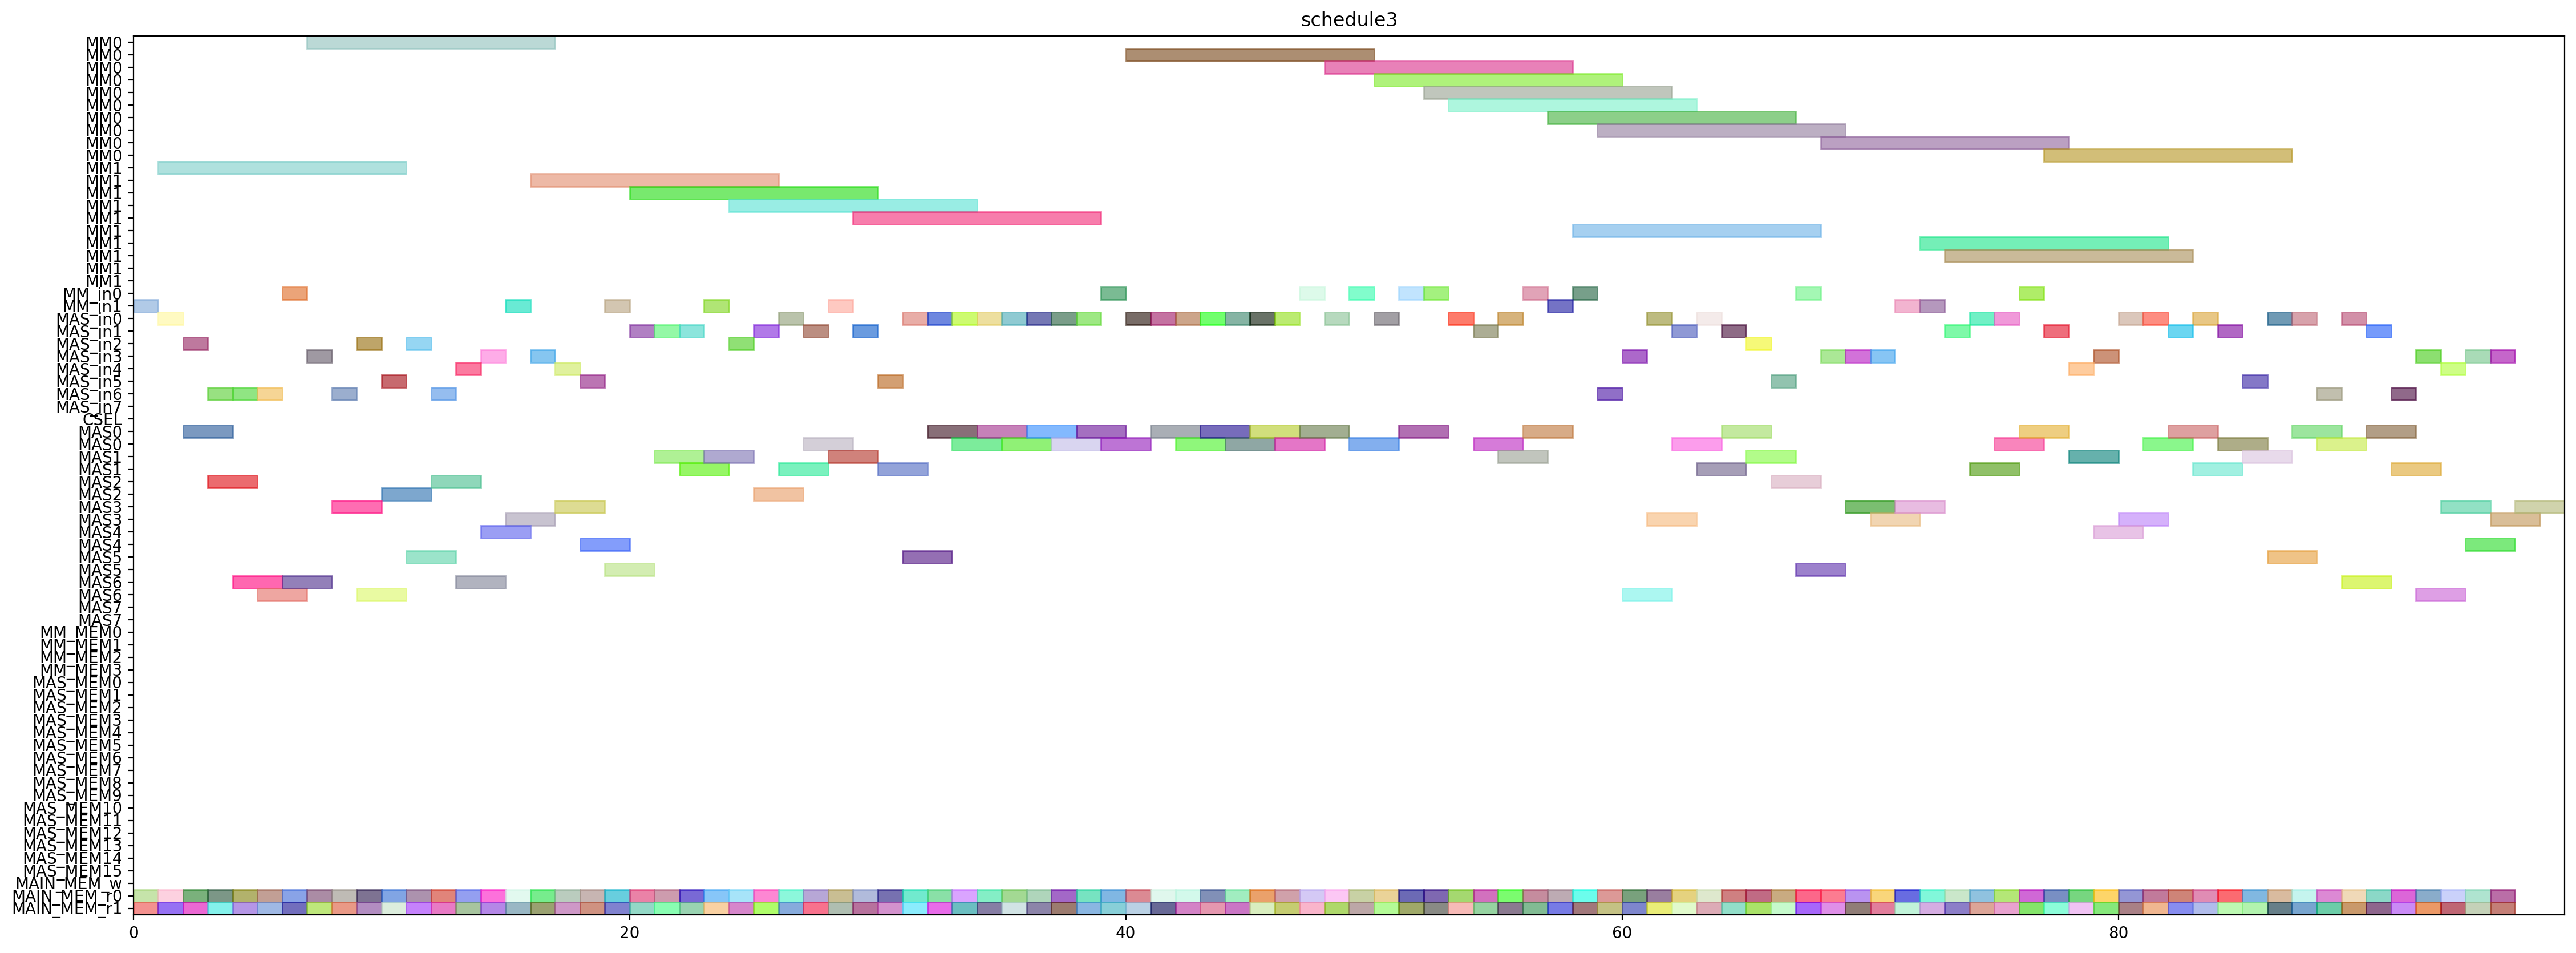 schedule3
MM0
MM0
MM0
MM0
MM0
MM0
MM0
MM0
MM0
MM0
MM1
MM1
MM1
MM1
MM1
MM1
MM1
MM1
MM1
MM1
MM_in0
MM_in1
MAS_in0
MAS_in1
MAS_in2
MAS_in3
MAS_in4
MAS_in5
MAS_in6
MAS_in7
CSEL
MAS0
MAS0
MAS1
MAS1
MAS2
MAS2
MAS3
MAS3
MAS4
MAS4
MAS5
MAS5
MAS6
MAS6
MAS7
MAS7
MM_MEM0
MM_MEM1
MM_MEM2
MM_MEM3
MAS_MEM0
MAS_MEM1
MAS_MEM2
MAS_MEM3
MAS_MEM4
MAS_MEM5
MAS_MEM6
MAS_MEM7
MAS_MEM8
MAS_MEM9
MAS_MEM10
MAS_MEM11
MAS_MEM12
MAS_MEM13
MAS_MEM14
MAS_MEM15
MAIN_MEM_w
MAIN_MEM_r0
MAIN_MEM_r1
0 20 40 60 80